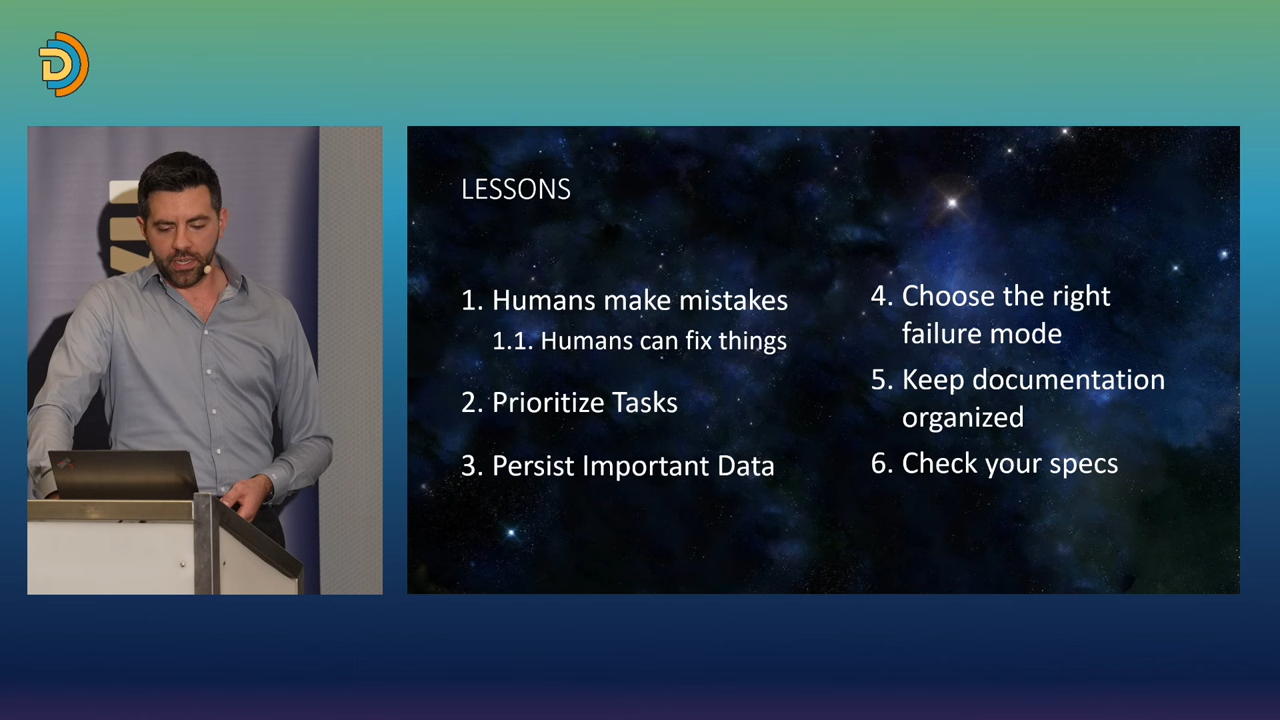 D
LESSONS
1. Humans make mistakes
1.1. Humans can fix things
2. Prioritize Tasks
3. Persist Important Data
4. Choose the right
failure mode
5. Keep documentation
organized
6. Check your specs